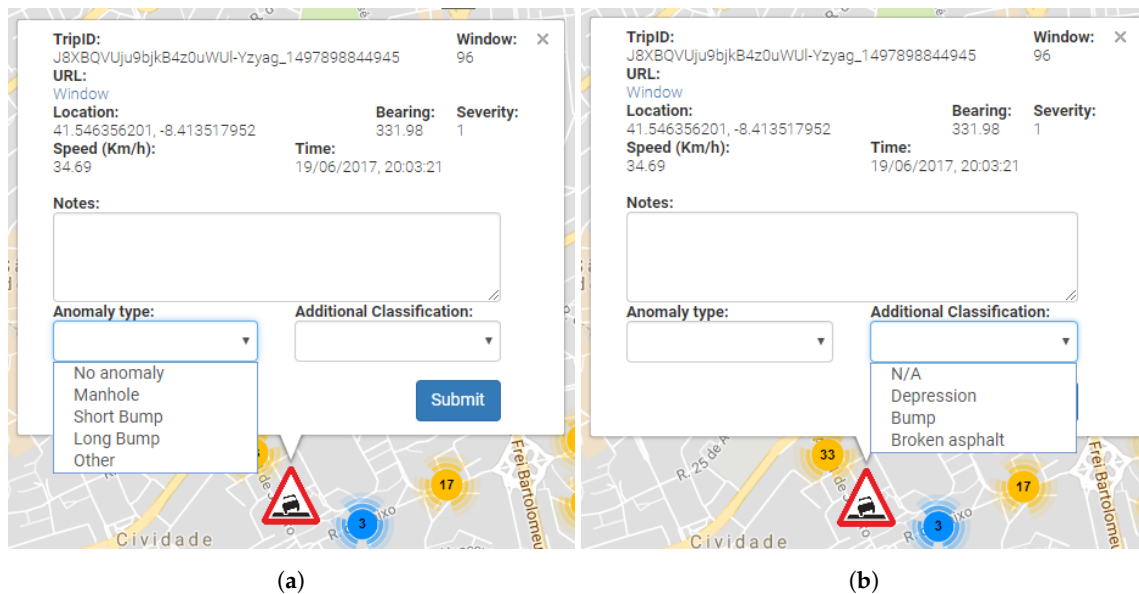 TripID: Window: ×
J8XBQVUju9bjkB4z0uWUl-Yzyag_1497898844945 96
URL:
Window
Location: Bearing: Severity:
41.546356201, -8.413517952 331.98 1
Speed (Km/h): Time:
34.69 19/06/2017, 20:03:21
Notes:
Anomaly type: Additional Classification:
No anomaly
Manhole
Short Bump
Long Bump
Other
Submit
17
3
Cividade
Frei Bartolomeu
(a)
TripID: Window: ×
J8XBQVUju9bjkB4z0uWUl-Yzyag_1497898844945 96
URL:
Window
Location: Bearing: Severity:
41.546356201, -8.413517952 331.98 1
Speed (Km/h): Time:
34.69 19/06/2017, 20:03:21
Notes:
Anomaly type: Additional Classification:
N/A
Depression
Bump
Broken asphalt
R. 25 de A
33
17
3
Cividade
Frei Bartolomeu
(b)